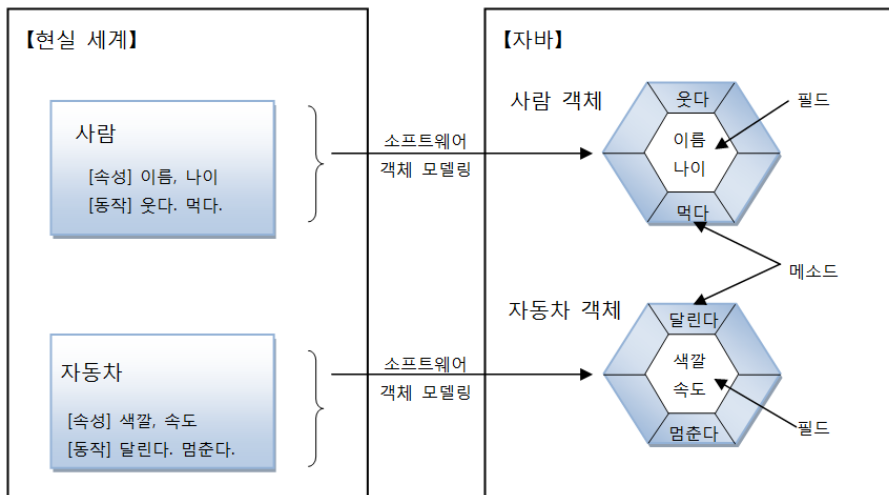 【현실 세계】
사람
[속성] 이름, 나이
[동작] 웃다. 먹다.
자동차
[속성] 색깔, 속도
[동작] 달린다. 멈춘다.
소프트웨어
객체 모델링
소프트웨어
객체 모델링
【자바】
사람 객체
웃다
이름
나이
먹다
필드
메소드
자동차 객체
달린다
색깔
속도
멈춘다
필드